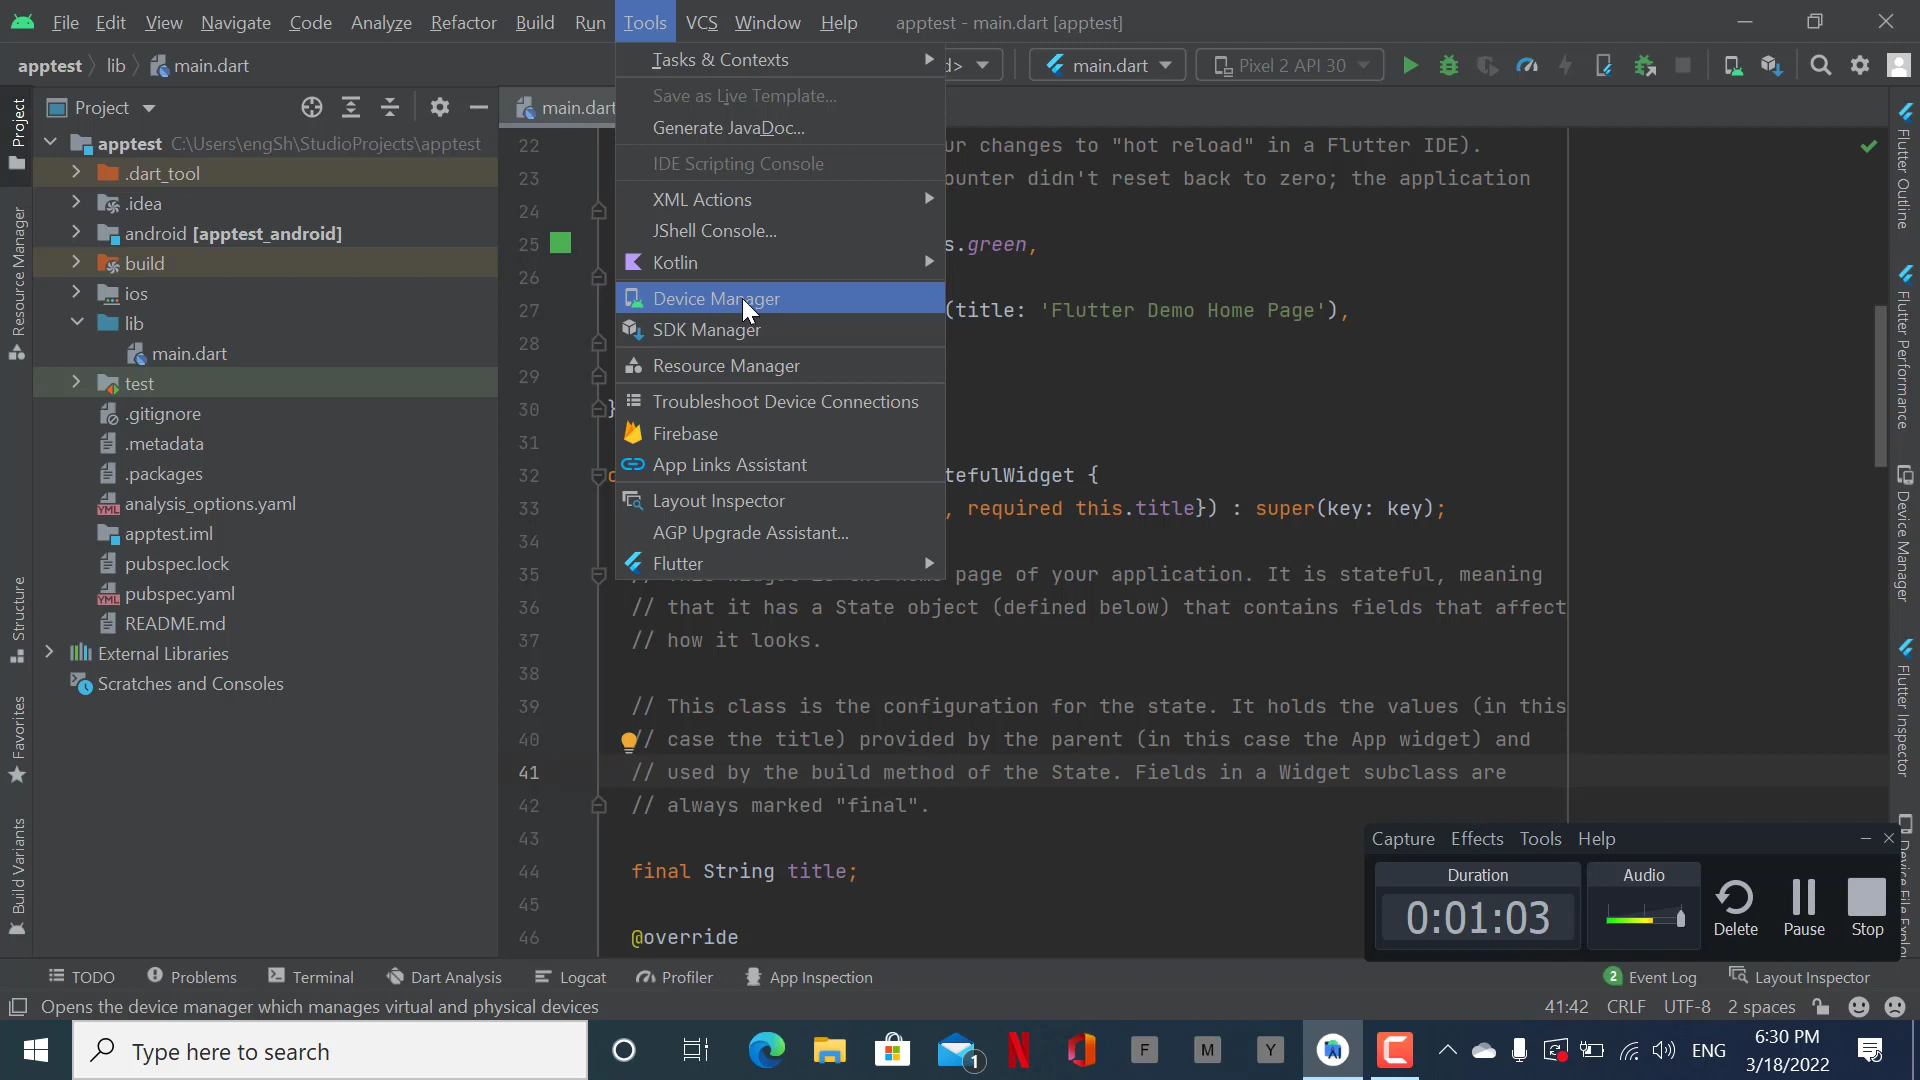 File Edit View Navigate Code Analyze Refactor Build Run Tools VCS Window Help apptest - main.dart [apptest]
apptest lib main.dart
d> main.dart Pixel 2 API 30
Project
main.dart
apptest C:\Users\engSh\StudioProjects\apptest
.dart_tool
.idea
android [apptest_android]
build
ios
lib
main.dart
test
.gitignore
.metadata
.packages
analysis_options.yaml
apptest.iml
pubspec.lock
pubspec.yaml
README.md
External Libraries
Scratches and Consoles
Project
Resource Manager
Structure
Favorites
Build Variants
Tasks & Contexts
Save as Live Template...
Generate JavaDoc...
IDE Scripting Console
XML Actions
JShell Console...
Kotlin
Device Manager
SDK Manager
Resource Manager
Troubleshoot Device Connections
Firebase
App Links Assistant
Layout Inspector
AGP Upgrade Assistant...
Flutter
22 ur changes to "hot reload" in a Flutter IDE).
23 ounter didn't reset back to zero; the application
24
25 s.green,
26
27 (title: 'Flutter Demo Home Page'),
28
29
30 }
31
32 tefulWidget {
33 , required this.title}) : super(key: key);
34
35 // This widget is the home page of your application. It is stateful, meaning
36 // that it has a State object (defined below) that contains fields that affect
37 // how it looks.
38
39 // This class is the configuration for the state. It holds the values (in this
40 // case the title) provided by the parent (in this case the App widget) and
41 // used by the build method of the State. Fields in a Widget subclass are
42 // always marked "final".
43
44 final String title;
45
46 @override
Flutter Outline
Flutter Performance
Device Manager
Flutter Inspector
Device File Explo
Capture Effects Tools Help
Duration
0:01:03
Audio
Delete
Pause
Stop
TODO Problems Terminal Dart Analysis Logcat Profiler App Inspection 2 Event Log Layout Inspector
Opens the device manager which manages virtual and physical devices 41:42 CRLF UTF-8 2 spaces
Type here to search
1
F
M
Y
ENG
6:30 PM
3/18/2022